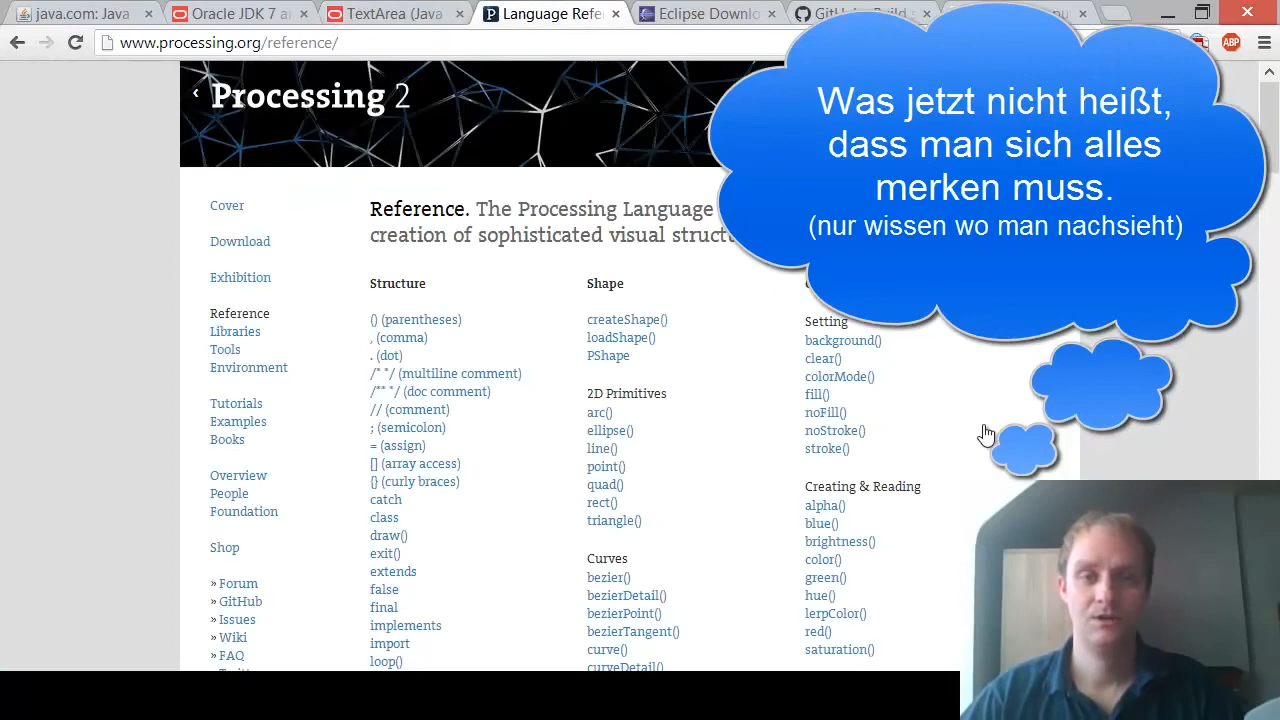 java.com: Java
Oracle JDK 7 a
TextArea (Java
Language Refe
Eclipse Downlo
GitHub
www.processing.org/reference/
ABP
Processing 2
Was jetzt nicht heißt,
dass man sich alles
merken muss.
(nur wissen wo man nachsieht)
Cover
Download
Exhibition
Reference
Libraries
Tools
Environment
Tutorials
Examples
Books
Overview
People
Foundation
Shop
» Forum
» GitHub
» Issues
» Wiki
» FAQ
Reference. The Processing Language
creation of sophisticated visual struct
Structure
() (parentheses)
, (comma)
. (dot)
/* */ (multiline comment)
/** */ (doc comment)
// (comment)
; (semicolon)
= (assign)
[] (array access)
{} (curly braces)
catch
class
draw()
exit()
extends
false
final
implements
import
loop()
Shape
createShape()
loadShape()
PShape
2D Primitives
arc()
ellipse()
line()
point()
quad()
rect()
triangle()
Curves
bezier()
bezierDetail()
bezierPoint()
bezierTangent()
curve()
curveDetail()
Setting
background()
clear()
colorMode()
fill()
noFill()
noStroke()
stroke()
Creating & Reading
alpha()
blue()
brightness()
color()
green()
hue()
lerpColor()
red()
saturation()